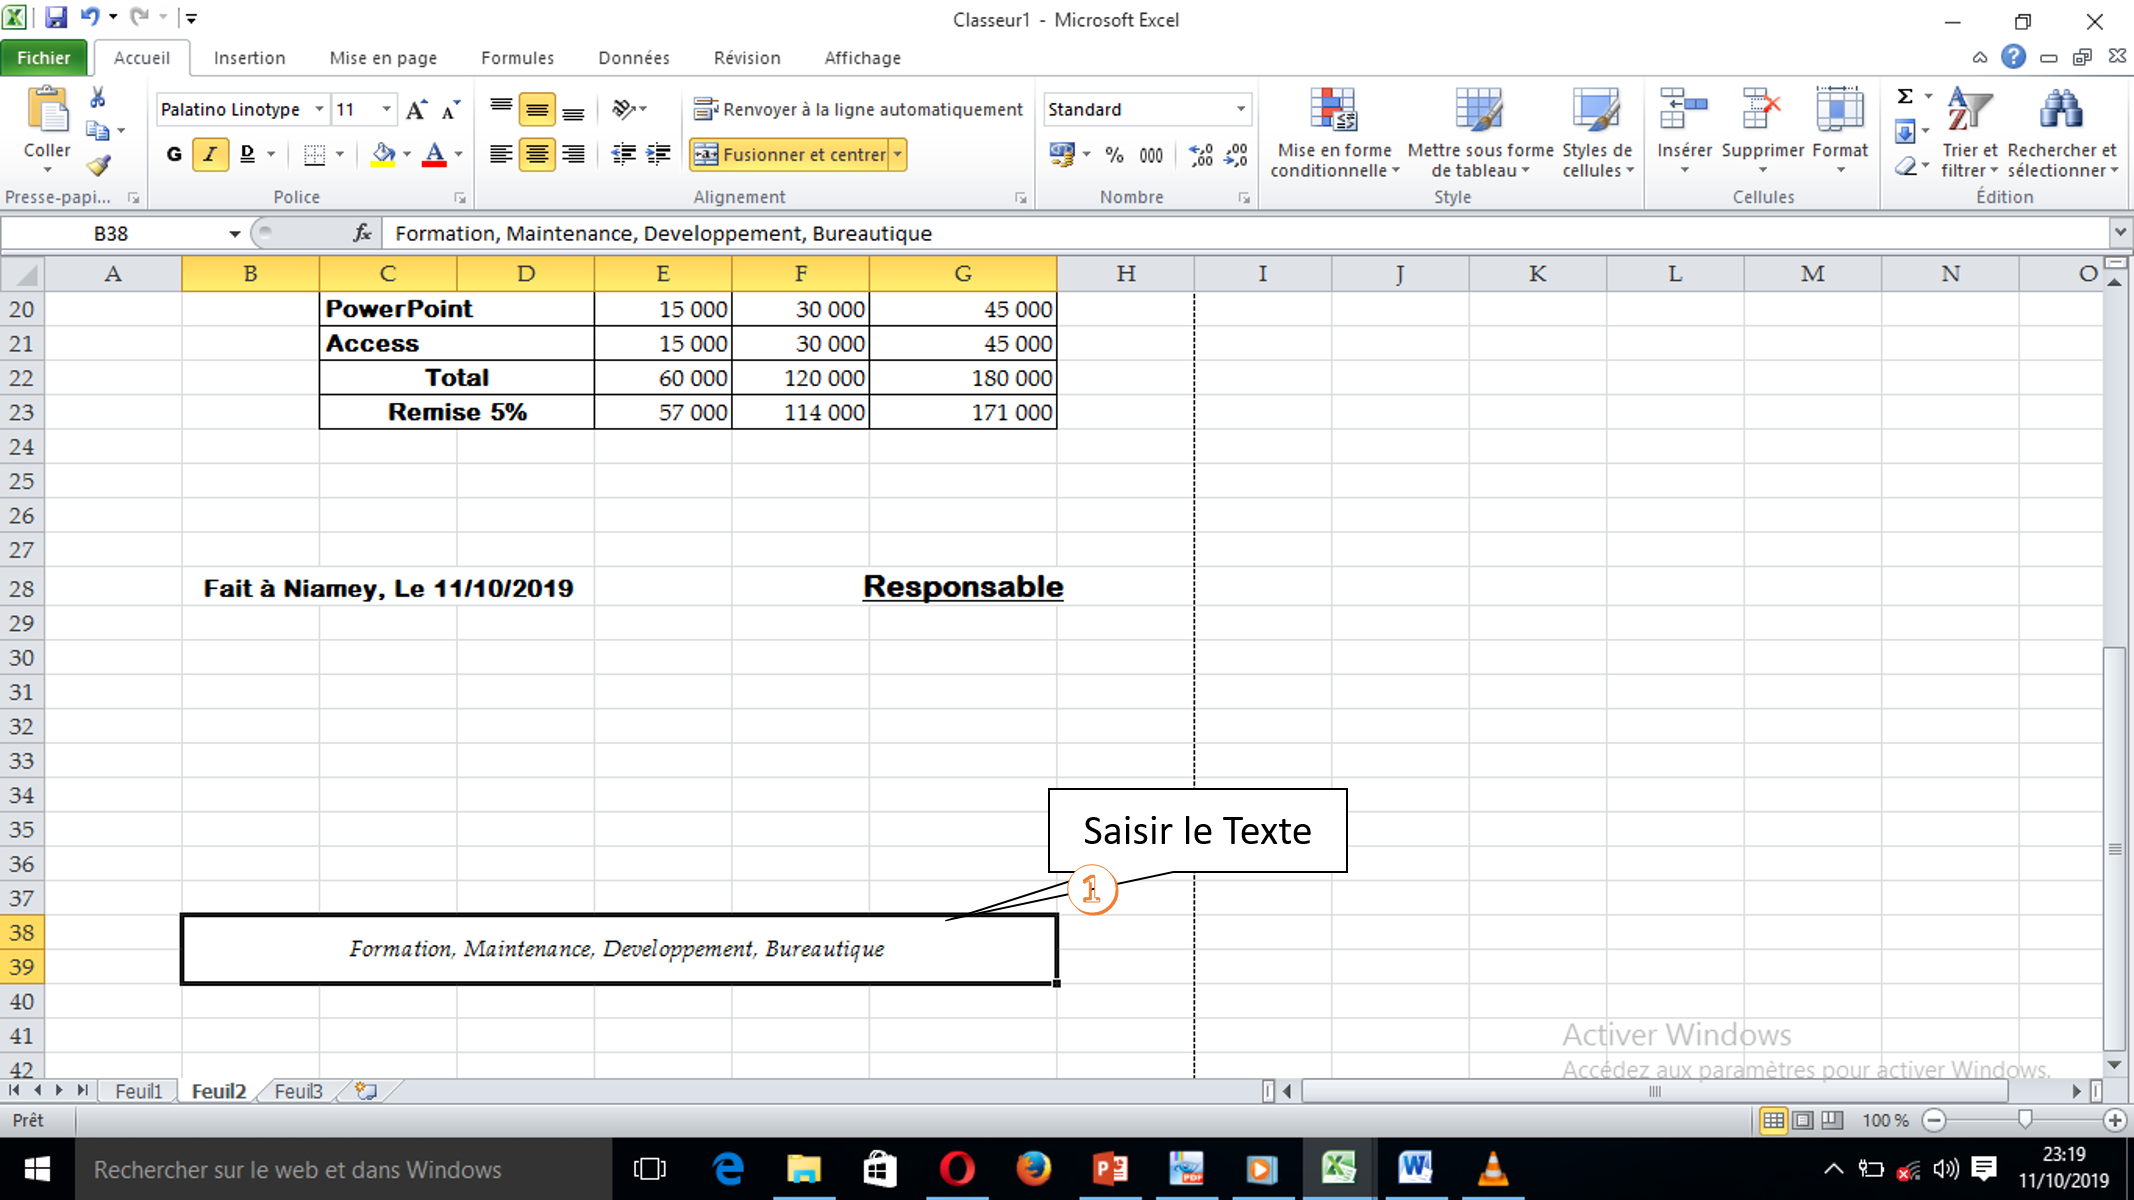 Classeur1 - Microsoft Excel
Fichier Accueil Insertion Mise en page Formules Données Révision Affichage
Coller
Palatino Linotype 11
G I D
Renvoyer à la ligne automatiquement
Fusionner et centrer
Standard
% 000
Mise en forme conditionnelle
Mettre sous forme de tableau
Styles de cellules
Insérer Supprimer Format
Trier et filtrer
Rechercher et sélectionner
Presse-papi... Police Alignement Nombre Style Cellules Édition
B38 fx Formation, Maintenance, Developpement, Bureautique
A B C D E F G H I J K L M N O
20 PowerPoint 15 000 30 000 45 000
21 Access 15 000 30 000 45 000
22 Total 60 000 120 000 180 000
23 Remise 5% 57 000 114 000 171 000
24
25
26
27
28 Fait à Niamey, Le 11/10/2019 Responsable
29
30
31
32
33
34
35 Saisir le Texte
36
37 1
38
Formation, Maintenance, Developpement, Bureautique
39
40
41 Activer Windows
42 Accédez aux paramètres pour activer Windows.
Feuil1 Feuil2 Feuil3
Prêt 100 %
Rechercher sur le web et dans Windows
23:19
11/10/2019